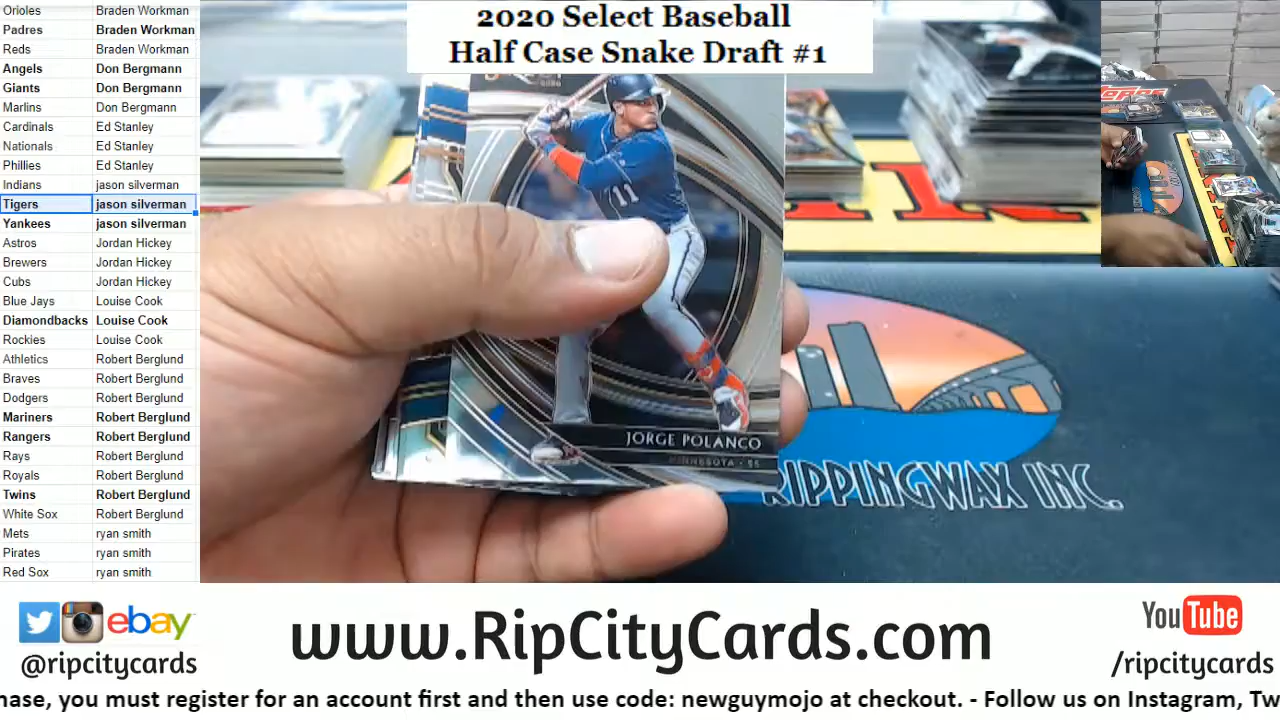 2020 Select Baseball
Half Case Snake Draft #1
Orioles Braden Workman
Padres Braden Workman
Reds Braden Workman
Angels Don Bergmann
Giants Don Bergmann
Marlins Don Bergmann
Cardinals Ed Stanley
Nationals Ed Stanley
Phillies Ed Stanley
Indians jason silverman
Tigers jason silverman
Yankees jason silverman
Astros Jordan Hickey
Brewers Jordan Hickey
Cubs Jordan Hickey
Blue Jays Louise Cook
Diamondbacks Louise Cook
Rockies Louise Cook
Athletics Robert Berglund
Braves Robert Berglund
Dodgers Robert Berglund
Mariners Robert Berglund
Rangers Robert Berglund
Rays Robert Berglund
Royals Robert Berglund
Twins Robert Berglund
White Sox Robert Berglund
Mets ryan smith
Pirates ryan smith
Red Sox ryan smith
11
JORGE POLANCO
MINNESOTA · SS
RIPPINGWAX INC.
ebay
@ripcitycards
www.RipCityCards.com
YouTube
/ripcitycards
hase, you must register for an account first and then use code: newguymojo at checkout. - Follow us on Instagram, Tw